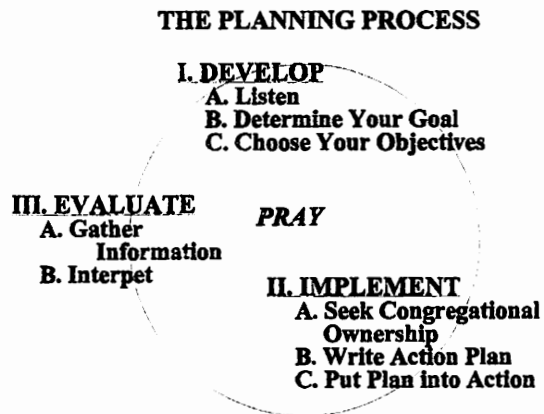 THE PLANNING PROCESS
I. DEVELOP
A. Listen
B. Determine Your Goal
C. Choose Your Objectives
III. EVALUATE
A. Gather
Information
B. Interpet
PRAY
II. IMPLEMENT
A. Seek Congregational
Ownership
B. Write Action Plan
C. Put Plan into Action